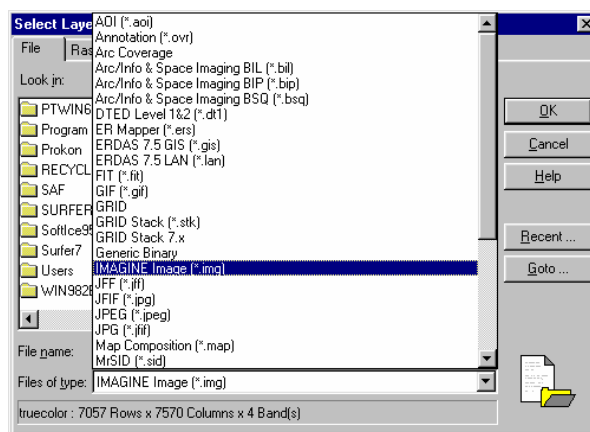 Select Laye
AOI (*.aoi)
Annotation (*.ovr)
Arc Coverage
Arc/Info & Space Imaging BIL (*.bil)
Arc/Info & Space Imaging BIP (*.bip)
Arc/Info & Space Imaging BSQ (*.bsq)
DTED Level 1&2 (*.dt1)
ER Mapper (*.ers)
ERDAS 7.5 GIS (*.gis)
ERDAS 7.5 LAN (*.lan)
FIT (*.fit)
GIF (*.gif)
GRID
GRID Stack (*.stk)
GRID Stack 7.x
Generic Binary
IMAGINE Image (*.img)
JFF (*.jff)
JFIF (*.jpg)
JPEG (*.jpeg)
JPG (*.jfif)
Map Composition (*.map)
MrSID (*.sid)
File Ras
Look in:
PTWIN6
Program
Prokon
RECYCL
SAF
SURFER
SoftIce95
Surfer7
Users
WIN982E
File name:
Files of type: IMAGINE Image (*.img)
truecolor : 7057 Rows x 7570 Columns x 4 Band(s)
OK
Cancel
Help
Recent ...
Goto ...